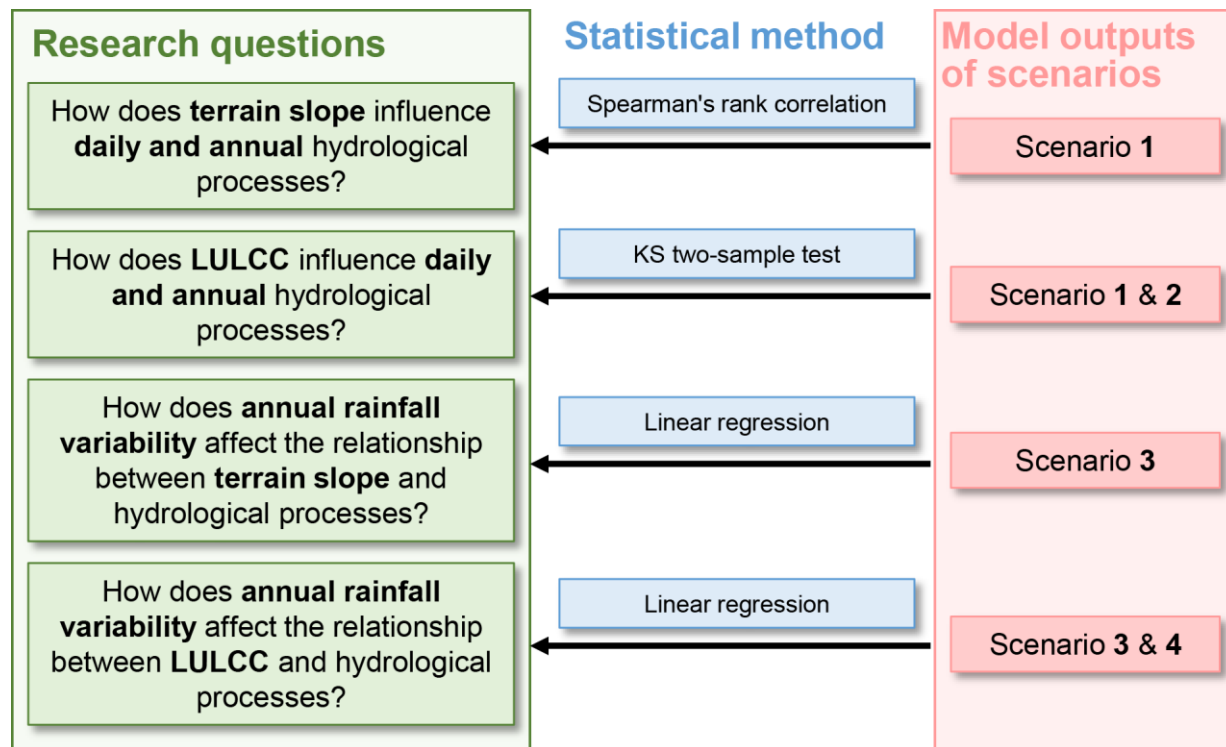 Research questions
Statistical method
Model outputs
of scenarios
How does terrain slope influence
daily and annual hydrological
processes?
Spearman's rank correlation
Scenario 1
How does LULCC influence daily
and annual hydrological
processes?
KS two-sample test
Scenario 1 & 2
How does annual rainfall
variability affect the relationship
between terrain slope and
hydrological processes?
Linear regression
Scenario 3
How does annual rainfall
variability affect the relationship
between LULCC and hydrological
processes?
Linear regression
Scenario 3 & 4